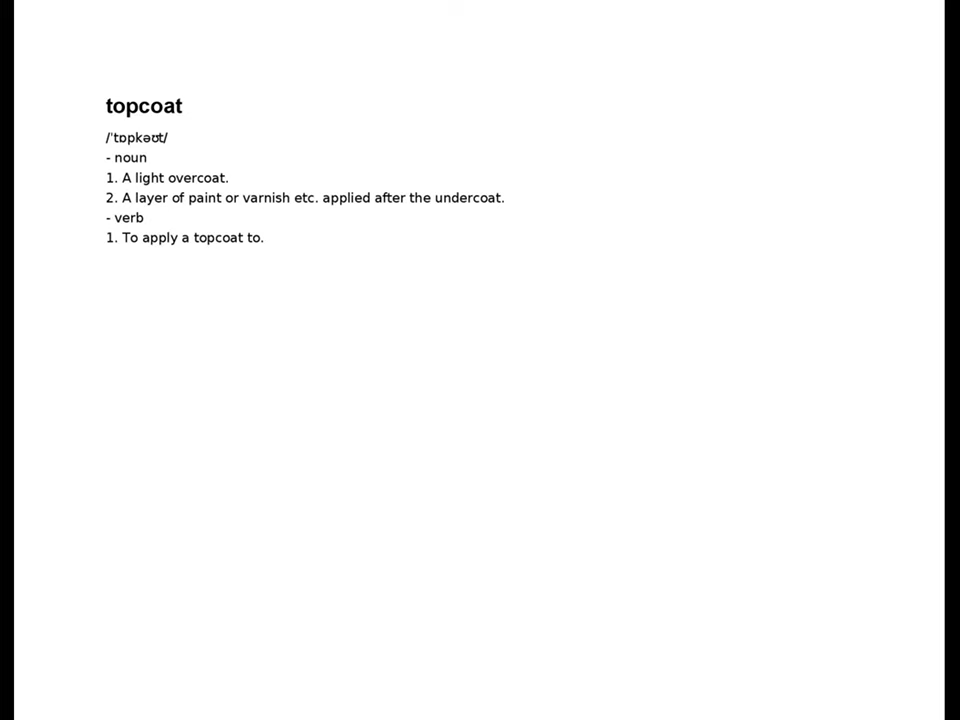 topcoat
/ˈtɒpkəʊt/
- noun
1. A light overcoat.
2. A layer of paint or varnish etc. applied after the undercoat.
- verb
1. To apply a topcoat to.